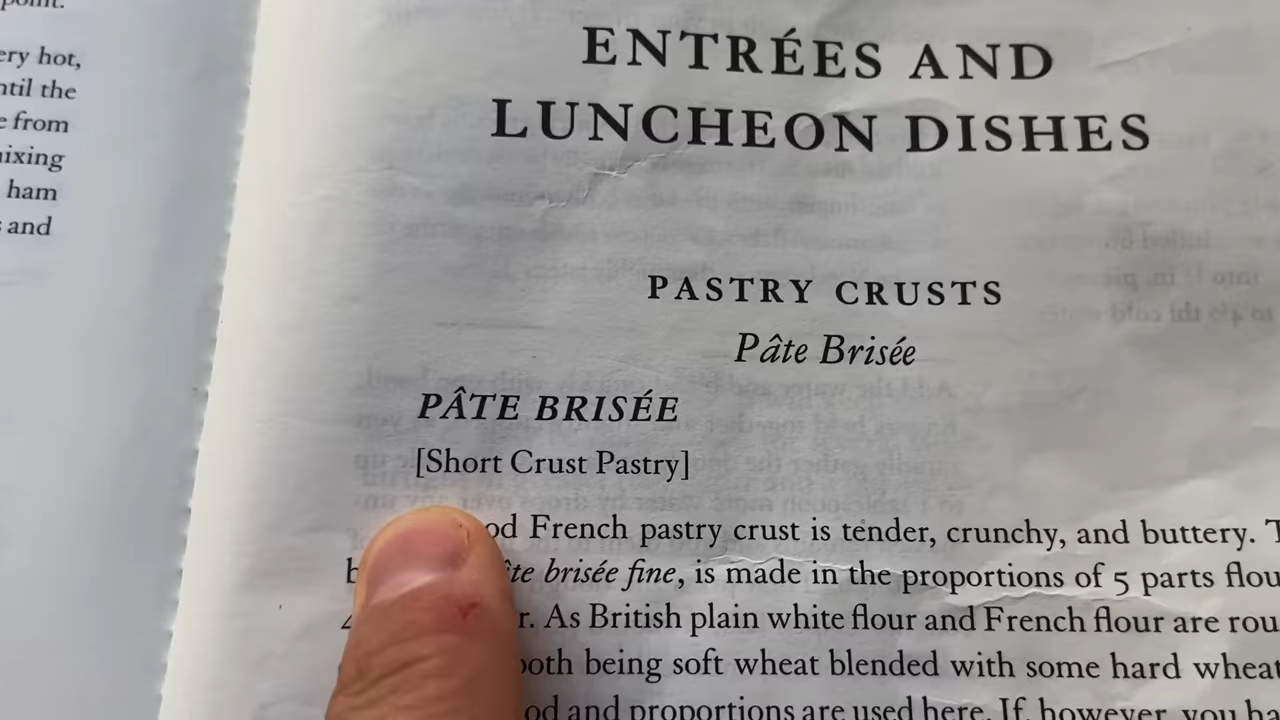 ery hot,
ntil the
e from
nixing
ham
s and
ENTRÉES AND
LUNCHEON DISHES
PASTRY CRUSTS
Pâte Brisée
PÂTE BRISÉE
[Short Crust Pastry]
od French pastry crust is tender, crunchy, and buttery. T
b te brisée fine, is made in the proportions of 5 parts flou
r. As British plain white flour and French flour are rou
both being soft wheat blended with some hard wheat
od and proportions are used here. If, however, you ha